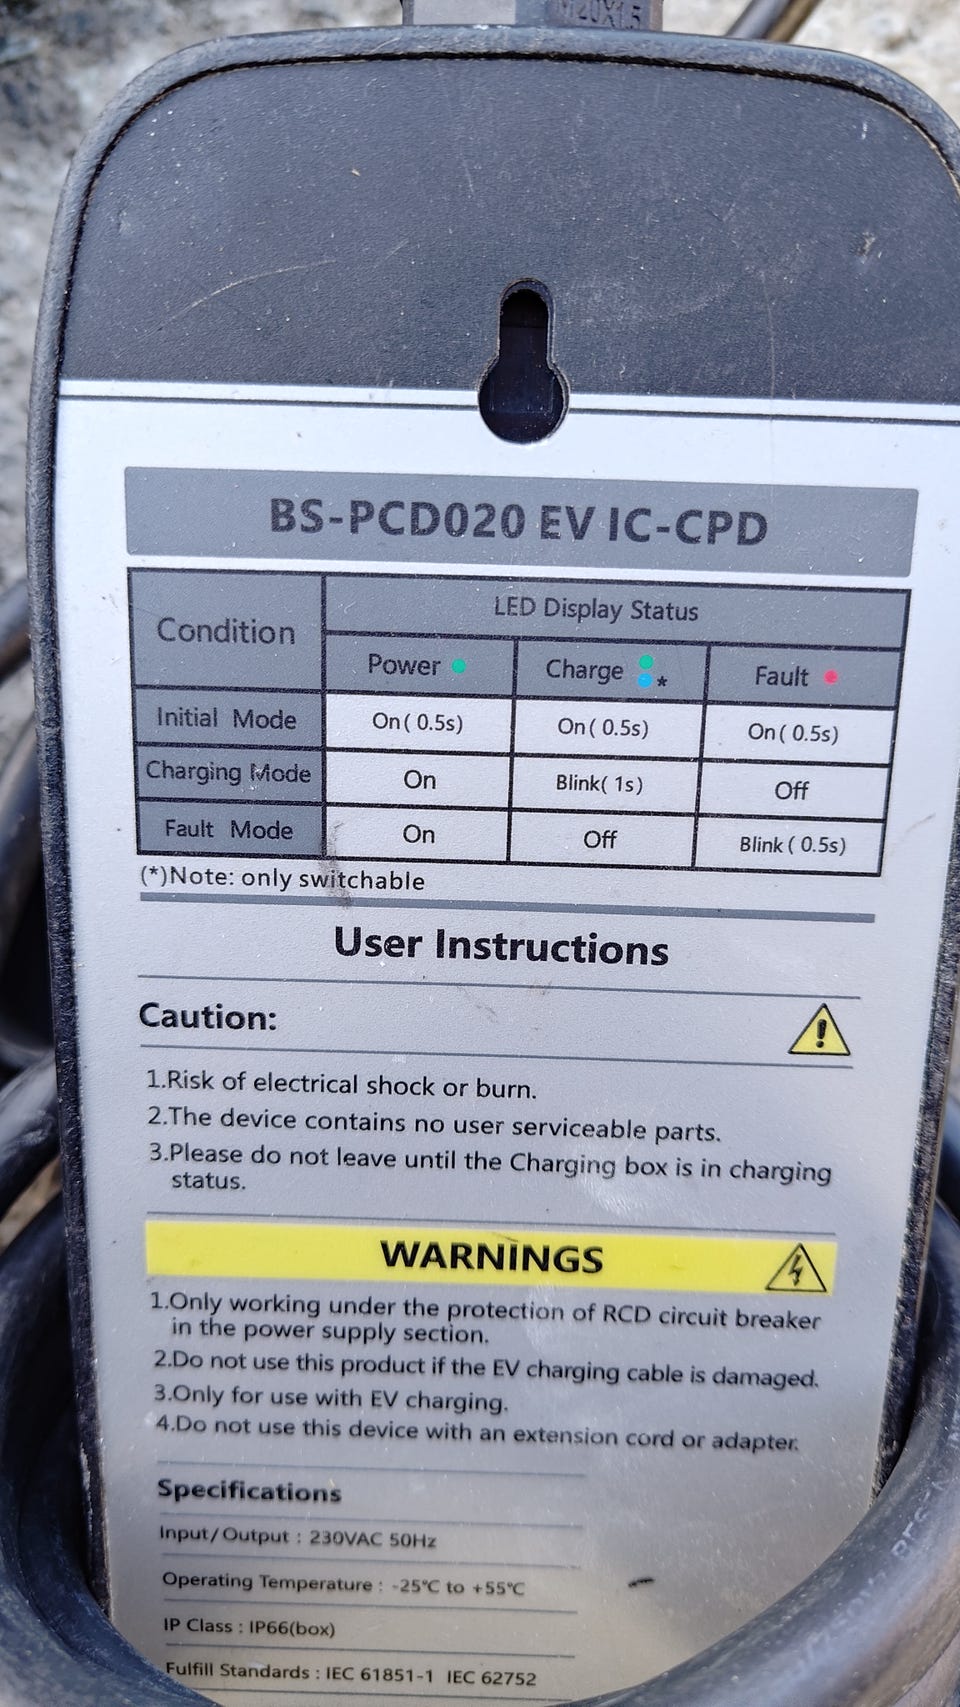 M20X1.5
BS-PCD020 EV IC-CPD
Condition
LED Display Status
Power Charge * Fault
Initial Mode On( 0.5s) On( 0.5s) On( 0.5s)
Charging Mode On Blink( 1s) Off
Fault Mode On Off Blink ( 0.5s)
(*)Note: only switchable
User Instructions
Caution:
1.Risk of electrical shock or burn.
2.The device contains no user serviceable parts.
3.Please do not leave until the Charging box is in charging
status.
WARNINGS
1.Only working under the protection of RCD circuit breaker
in the power supply section.
2.Do not use this product if the EV charging cable is damaged.
3.Only for use with EV charging.
4.Do not use this device with an extension cord or adapter.
Specifications
Input/Output : 230VAC 50Hz
Operating Temperature : -25℃ to +55℃
IP Class : IP66(box)
Fulfill Standards : IEC 61851-1 IEC 62752